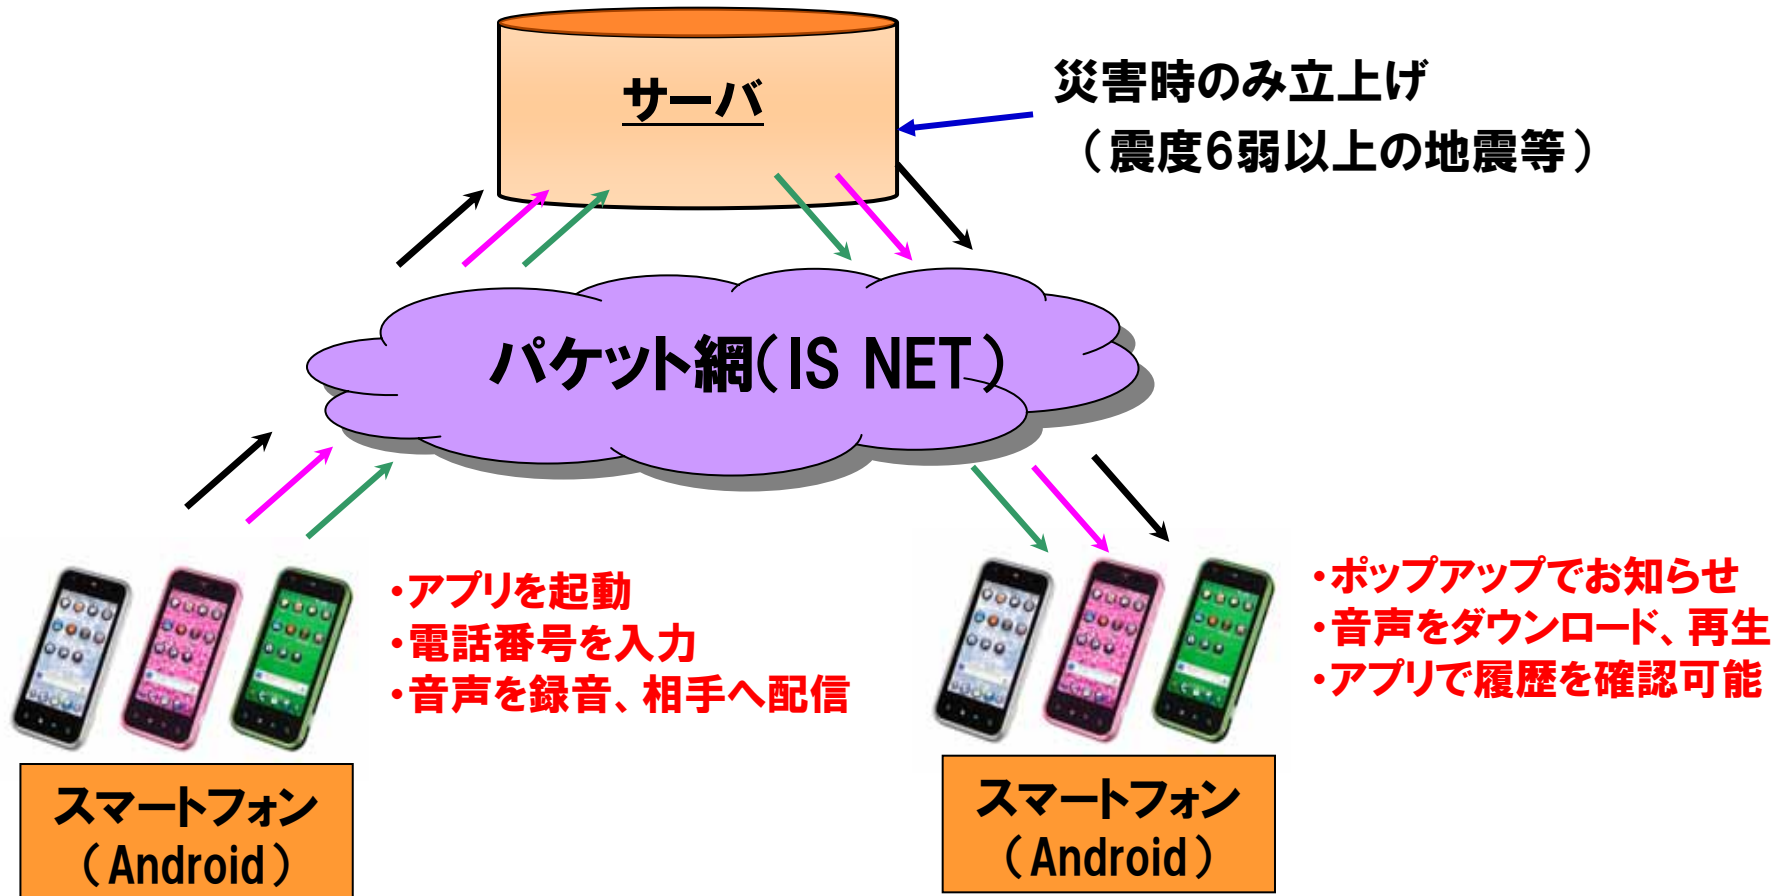 サーバ
災害時のみ立上げ
（震度6弱以上の地震等）
パケット網（IS NET）
・アプリを起動
・電話番号を入力
・音声を録音、相手へ配信
・ポップアップでお知らせ
・音声をダウンロード、再生
・アプリで履歴を確認可能
スマートフォン
（Android）
スマートフォン
（Android）